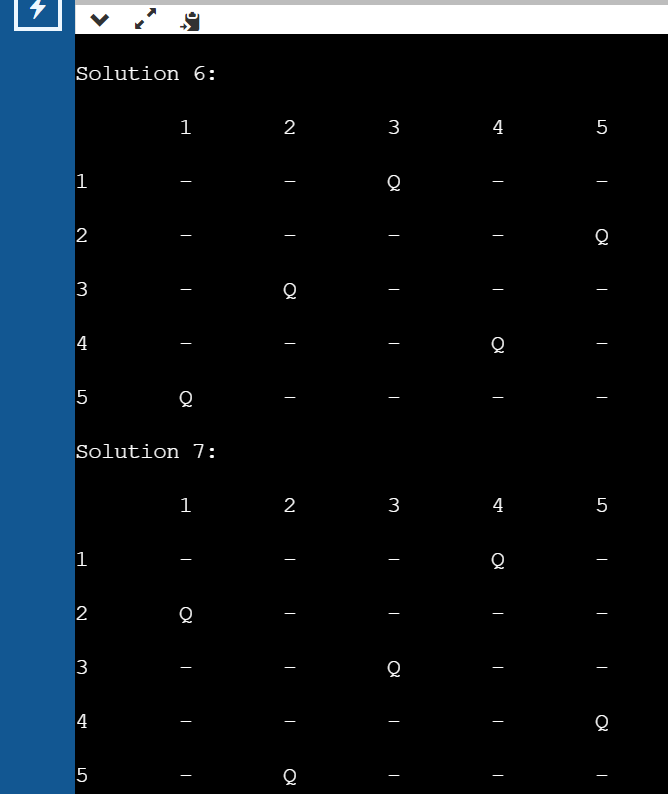 Solution 6:
1 2 3 4 5
1 – – Q – –
2 – – – – Q
3 – Q – – –
4 – – – Q –
5 Q – – – –
Solution 7:
1 2 3 4 5
1 – – – Q –
2 Q – – – –
3 – – Q – –
4 – – – – Q
5 – Q – – –